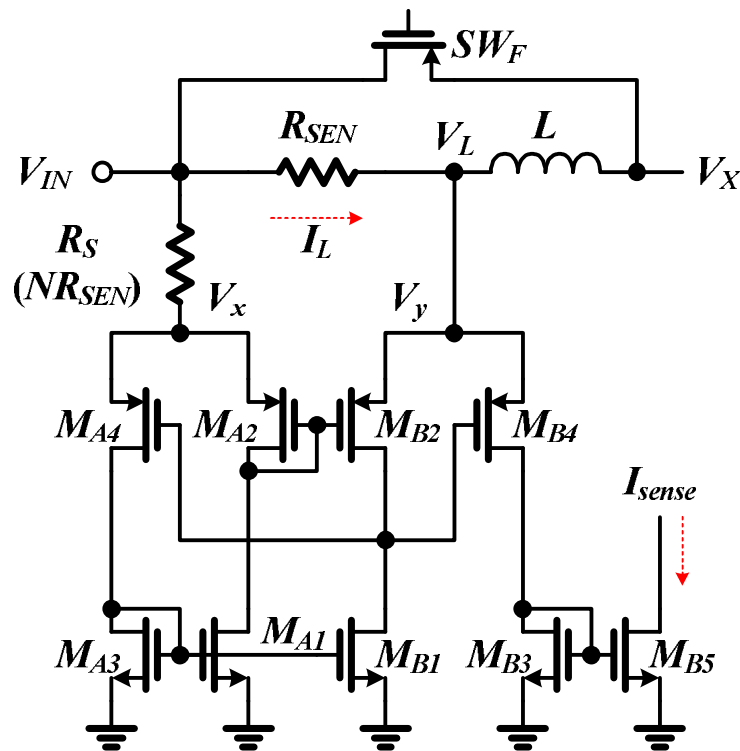 SW_F
R_SEN
V_L
L
V_IN
V_X
I_L
R_S
(NR_SEN)
V_x
V_y
M_A4
M_A2
M_B2
M_B4
I_sense
M_A3
M_A1
M_B1
M_B3
M_B5